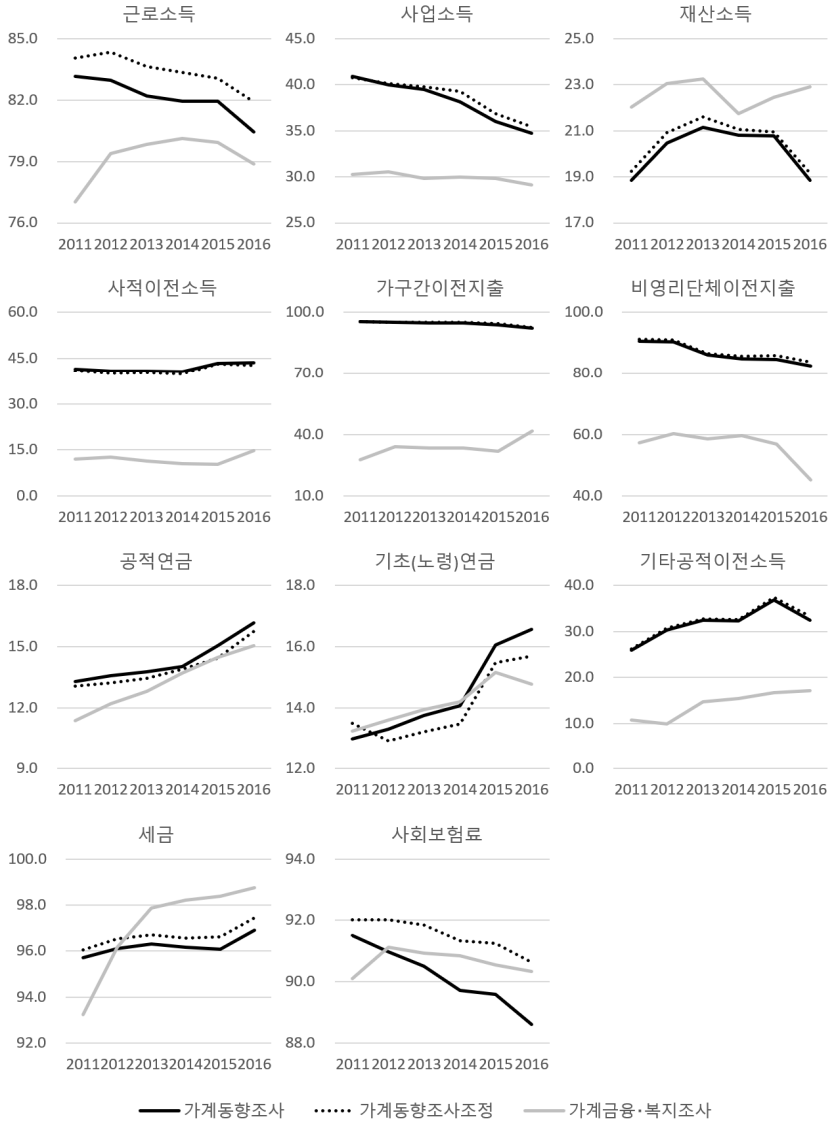 근로소득 사업소득 재산소득
85.0 45.0 25.0
82.0 40.0 23.0
35.0 21.0
79.0 30.0 19.0
76.0 25.0 17.0
2011 2012 2013 2014 2015 2016 2011 2012 2013 2014 2015 2016 2011 2012 2013 2014 2015 2016
사적이전소득 가구간이전지출 비영리단체이전지출
60.0 100.0 100.0
45.0 70.0 80.0
30.0
15.0 40.0 60.0
0.0 10.0 40.0
2011 2012 2013 2014 2015 2016 2011 2012 2013 2014 2015 2016 2011 2012 2013 2014 2015 2016
공적연금 기초(노령)연금 기타공적이전소득
18.0 18.0 40.0
15.0 16.0 30.0
20.0
12.0 14.0 10.0
9.0 12.0 0.0
2011 2012 2013 2014 2015 2016 2011 2012 2013 2014 2015 2016 2011 2012 2013 2014 2015 2016
세금 사회보험료
100.0 94.0
98.0 92.0
96.0
94.0 90.0
92.0 88.0
2011 2012 2013 2014 2015 2016 2011 2012 2013 2014 2015 2016
가계동향조사 가계동향조사조정 가계금융·복지조사